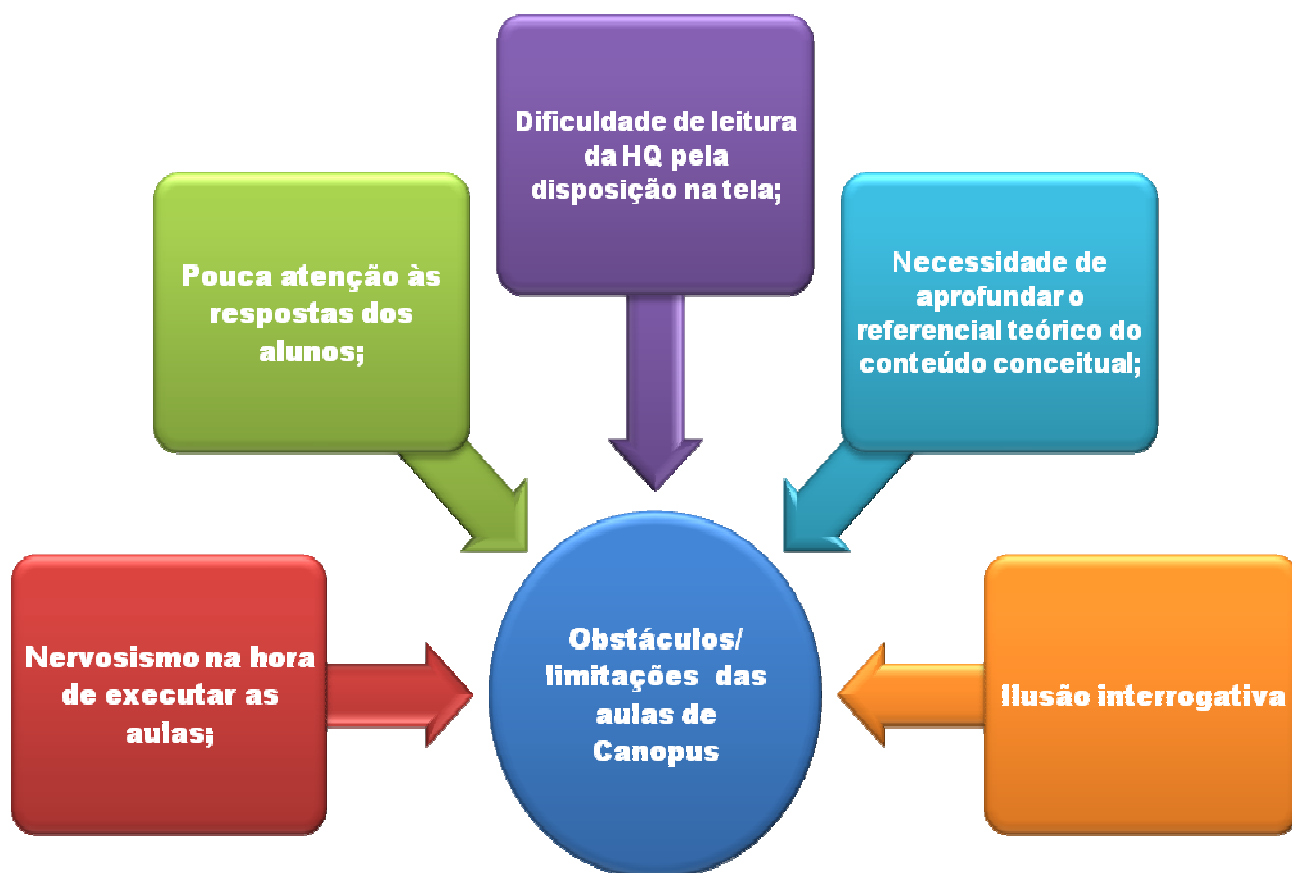 Dificuldade de leitura
da HQ pela
disposição na tela;
Pouca atenção às
respostas dos
alunos;
Necessidade de
aprofundar o
referencial teórico do
conteúdo conceitual;
Nervosismo na hora
de executar as
aulas;
Obstáculos/
limitações das
aulas de
Canopus
Ilusão interrogativa